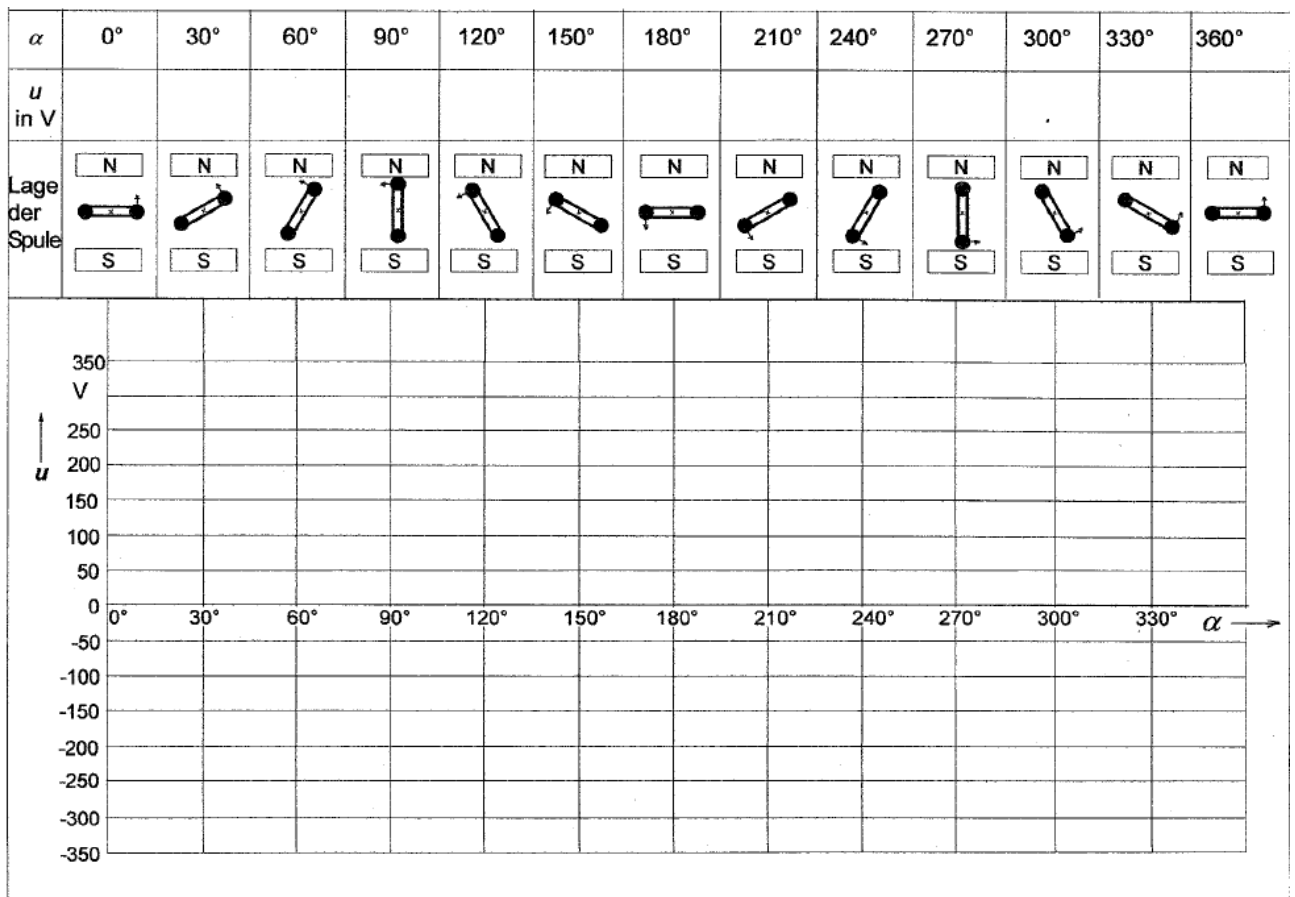 α 0° 30° 60° 90° 120° 150° 180° 210° 240° 270° 300° 330° 360°
u
in V
Lage
der
Spule
N N N N N N N N N N N N N
S S S S S S S S S S S S S
350
V
250
u
200
150
100
50
0
0° 30° 60° 90° 120° 150° 180° 210° 240° 270° 300° 330° α
-50
-100
-150
-200
-250
-300
-350